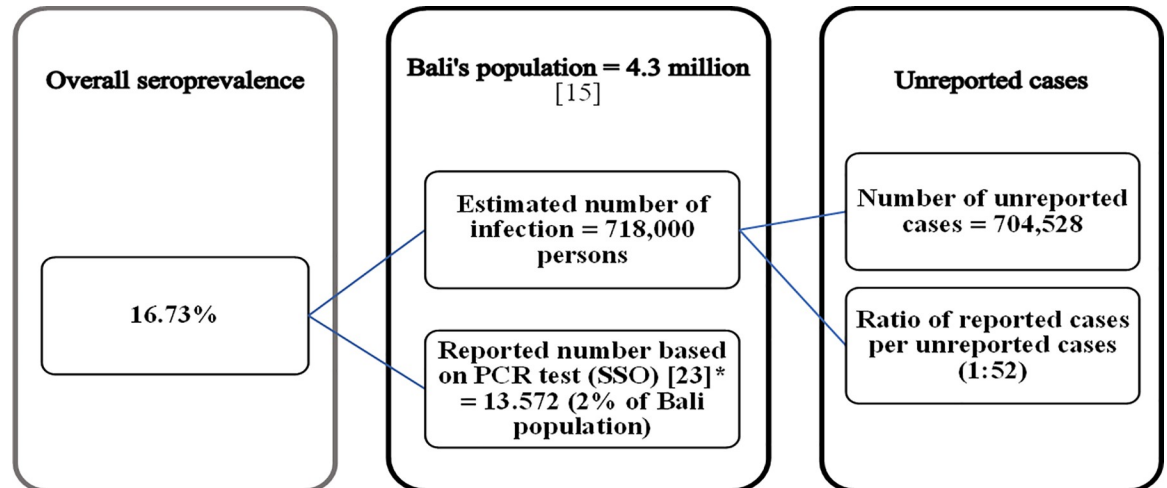 Overall seroprevalence
16.73%
Bali's population = 4.3 million
[15]
Estimated number of
infection = 718,000
persons
Reported number based
on PCR test (SSO) [23]*
= 13.572 (2% of Bali
population)
Unreported cases
Number of unreported
cases = 704,528
Ratio of reported cases
per unreported cases
(1:52)